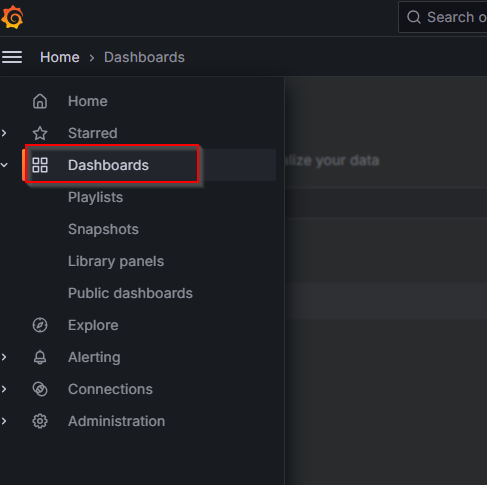 Search o
Home › Dashboards
Home
Starred
Dashboards
alize your data
Playlists
Snapshots
Library panels
Public dashboards
Explore
Alerting
Connections
Administration